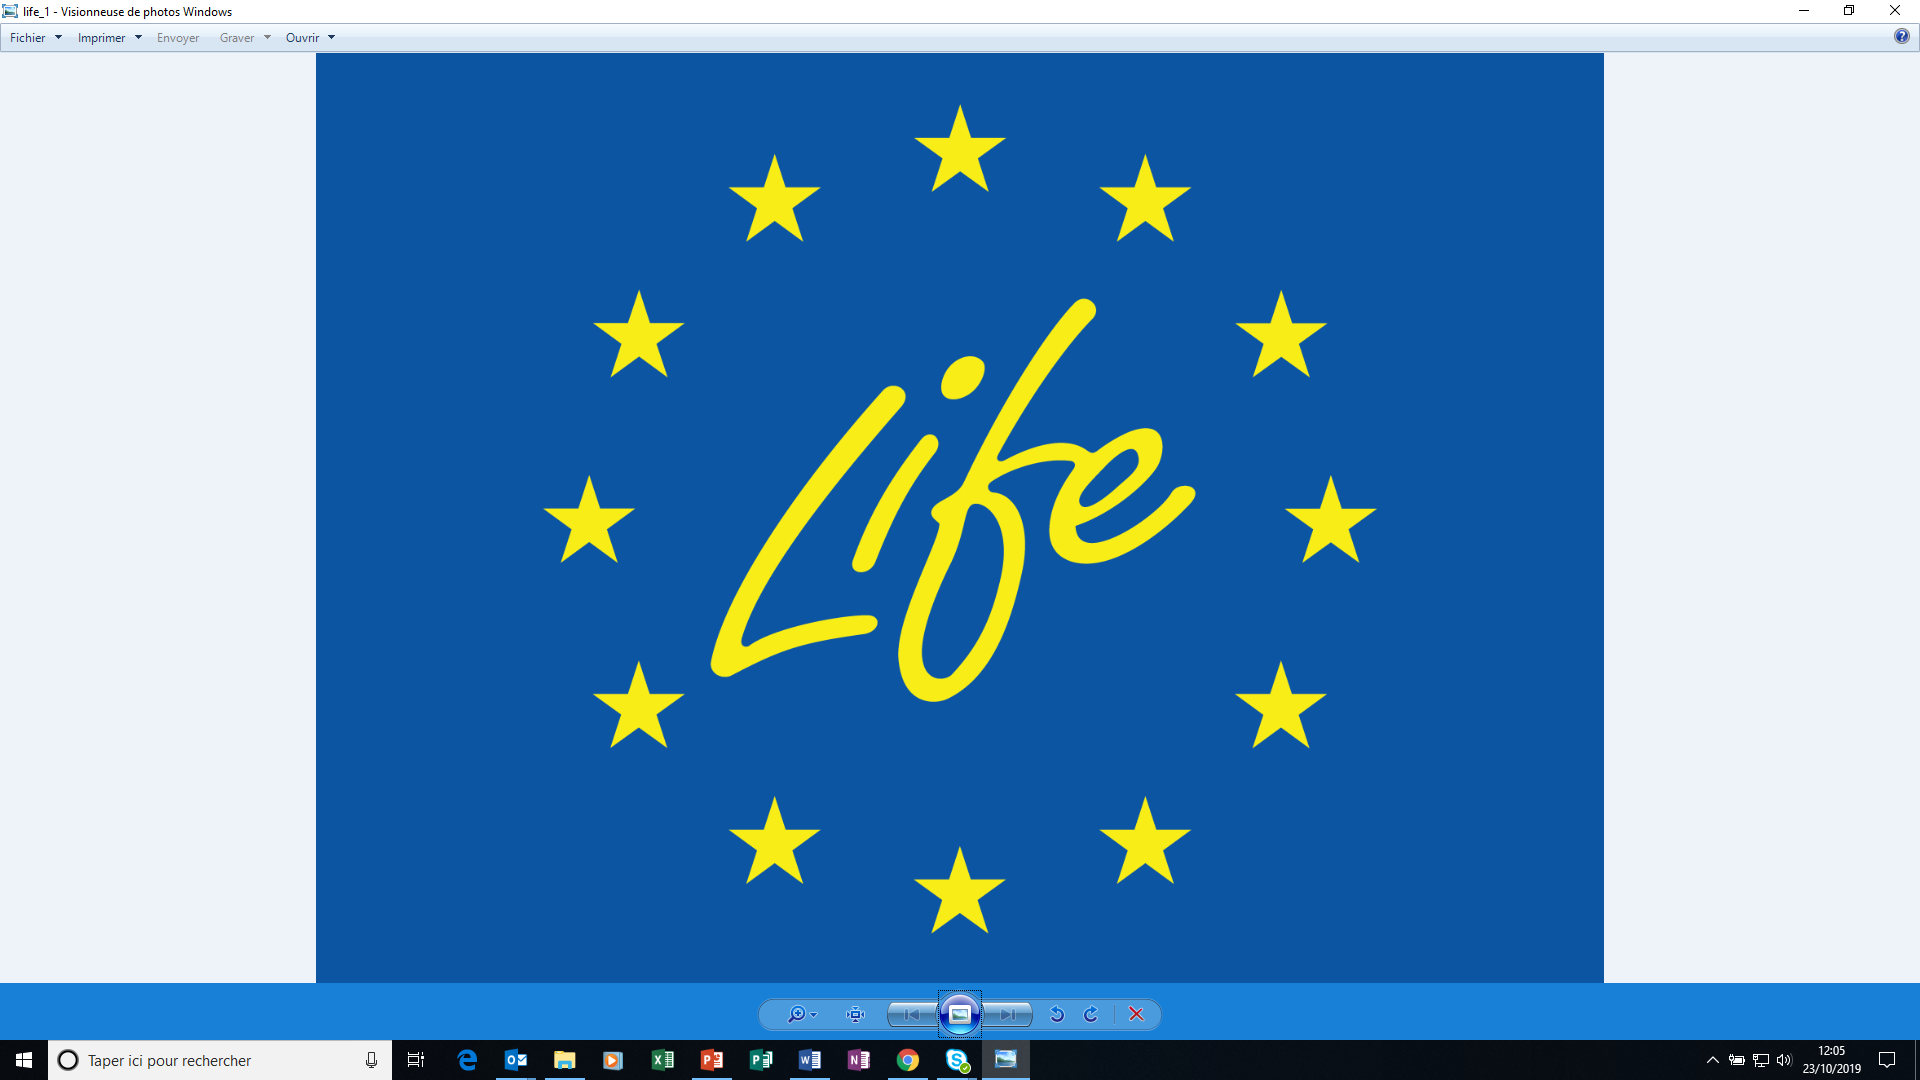 life_1 - Visionneuse de photos Windows
Fichier Imprimer Envoyer Graver Ouvrir
Life
Taper ici pour rechercher
12:05
23/10/2019